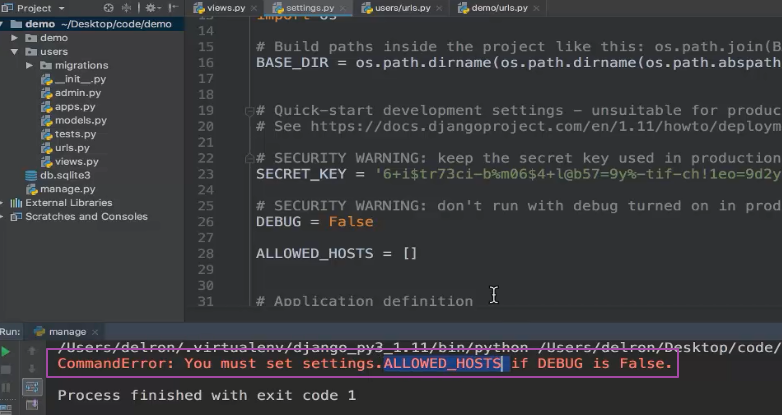 Project
views.py
settings.py
users/urls.py
demo/urls.py
demo ~/Desktop/code/demo
demo
users
migrations
__init__.py
admin.py
apps.py
models.py
tests.py
urls.py
views.py
db.sqlite3
manage.py
External Libraries
Scratches and Consoles
13 import os
14
15 # Build paths inside the project like this: os.path.join(B
16 BASE_DIR = os.path.dirname(os.path.dirname(os.path.abspath
17
18
19 # Quick-start development settings - unsuitable for produc
20 # See https://docs.djangoproject.com/en/1.11/howto/deploym
21
22 # SECURITY WARNING: keep the secret key used in production
23 SECRET_KEY = '6+i$tr73ci-b%m06$4+l@b57=9y%-tif-ch!1eo=9d2y
24
25 # SECURITY WARNING: don't run with debug turned on in prod
26 DEBUG = False
27
28 ALLOWED_HOSTS = []
29
30
31 # Application definition
Run: manage
/Users/delron/.virtualenv/django_py3_1.11/bin/python /Users/delron/Desktop/code/
CommandError: You must set settings.ALLOWED_HOSTS if DEBUG is False.
Process finished with exit code 1